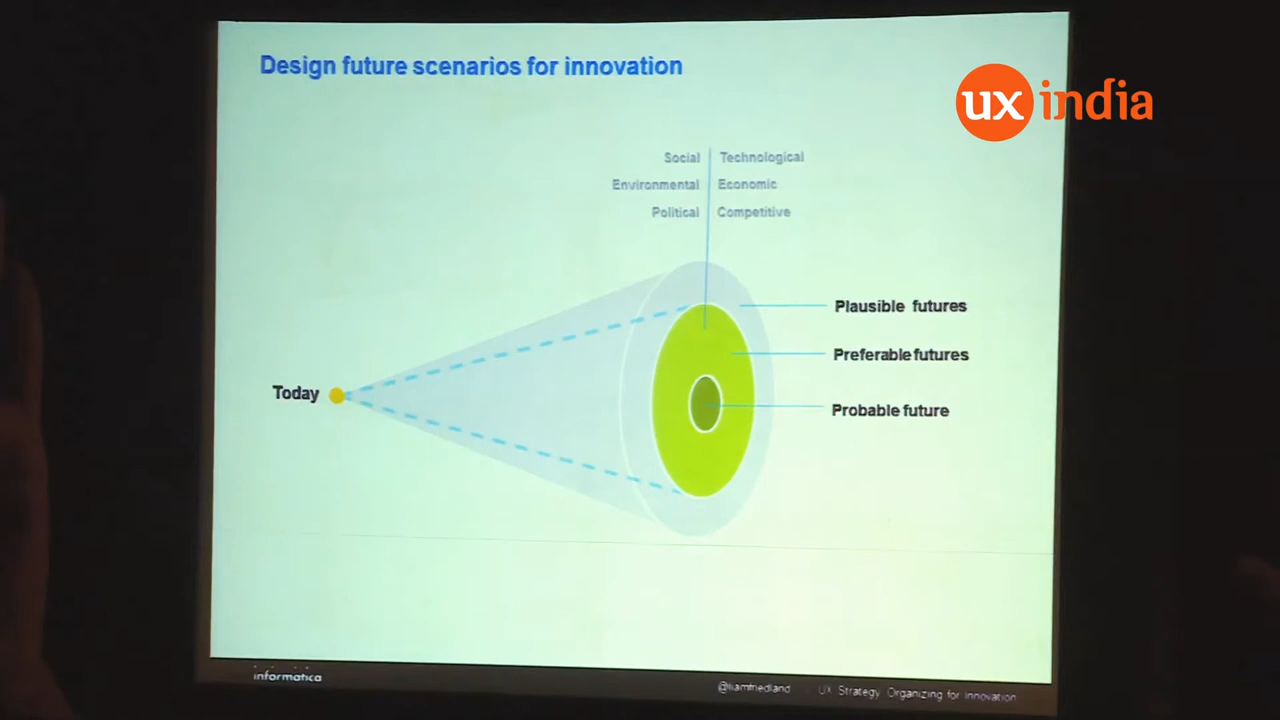 Design future scenarios for innovation
ux india
Social Technological
Environmental Economic
Political Competitive
Plausible futures
Preferable futures
Today
Probable future
informatica
@liamfriedland UX Strategy Organizing for Innovation